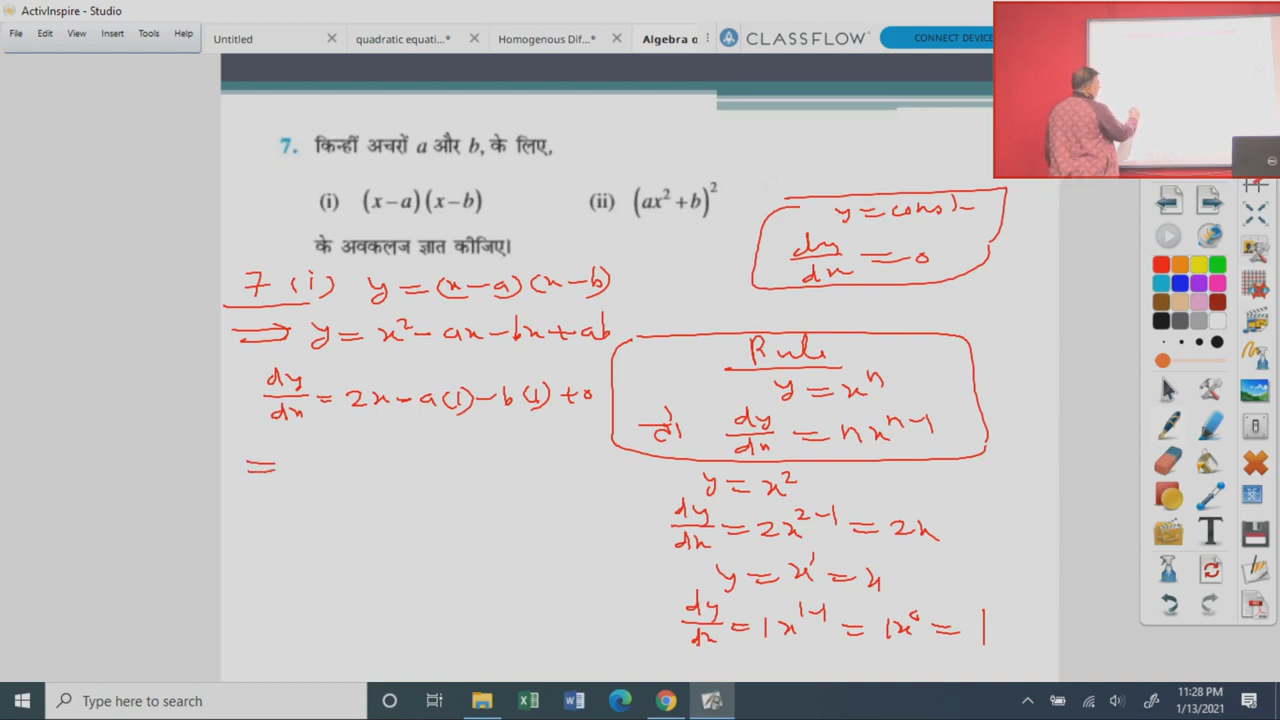 ActivInspire - Studio
File Edit View Insert Tools Help
Untitled
quadratic equati...*
Homogenous Dif...*
Algebra o
CLASSFLOW
CONNECT DEVICE
7. किन्हीं अचरों a और b, के लिए,
(i) (x−a)(x−b) (ii) (ax²+b)²
के अवकलज ज्ञात कीजिए।
y = const
dy/dx = 0
7 (i) y = (x−a)(x−b)
⇒ y = x² − ax − bx + ab
dy/dx = 2x − a(1) − b(1) + 0
=
Rule
y = xⁿ
तो dy/dx = nxⁿ⁻¹
y = x²
dy/dx = 2x²⁻¹ = 2x
y = x¹ = x
dy/dx = 1x¹⁻¹ = 1x⁰ = 1
Type here to search
11:28 PM
1/13/2021